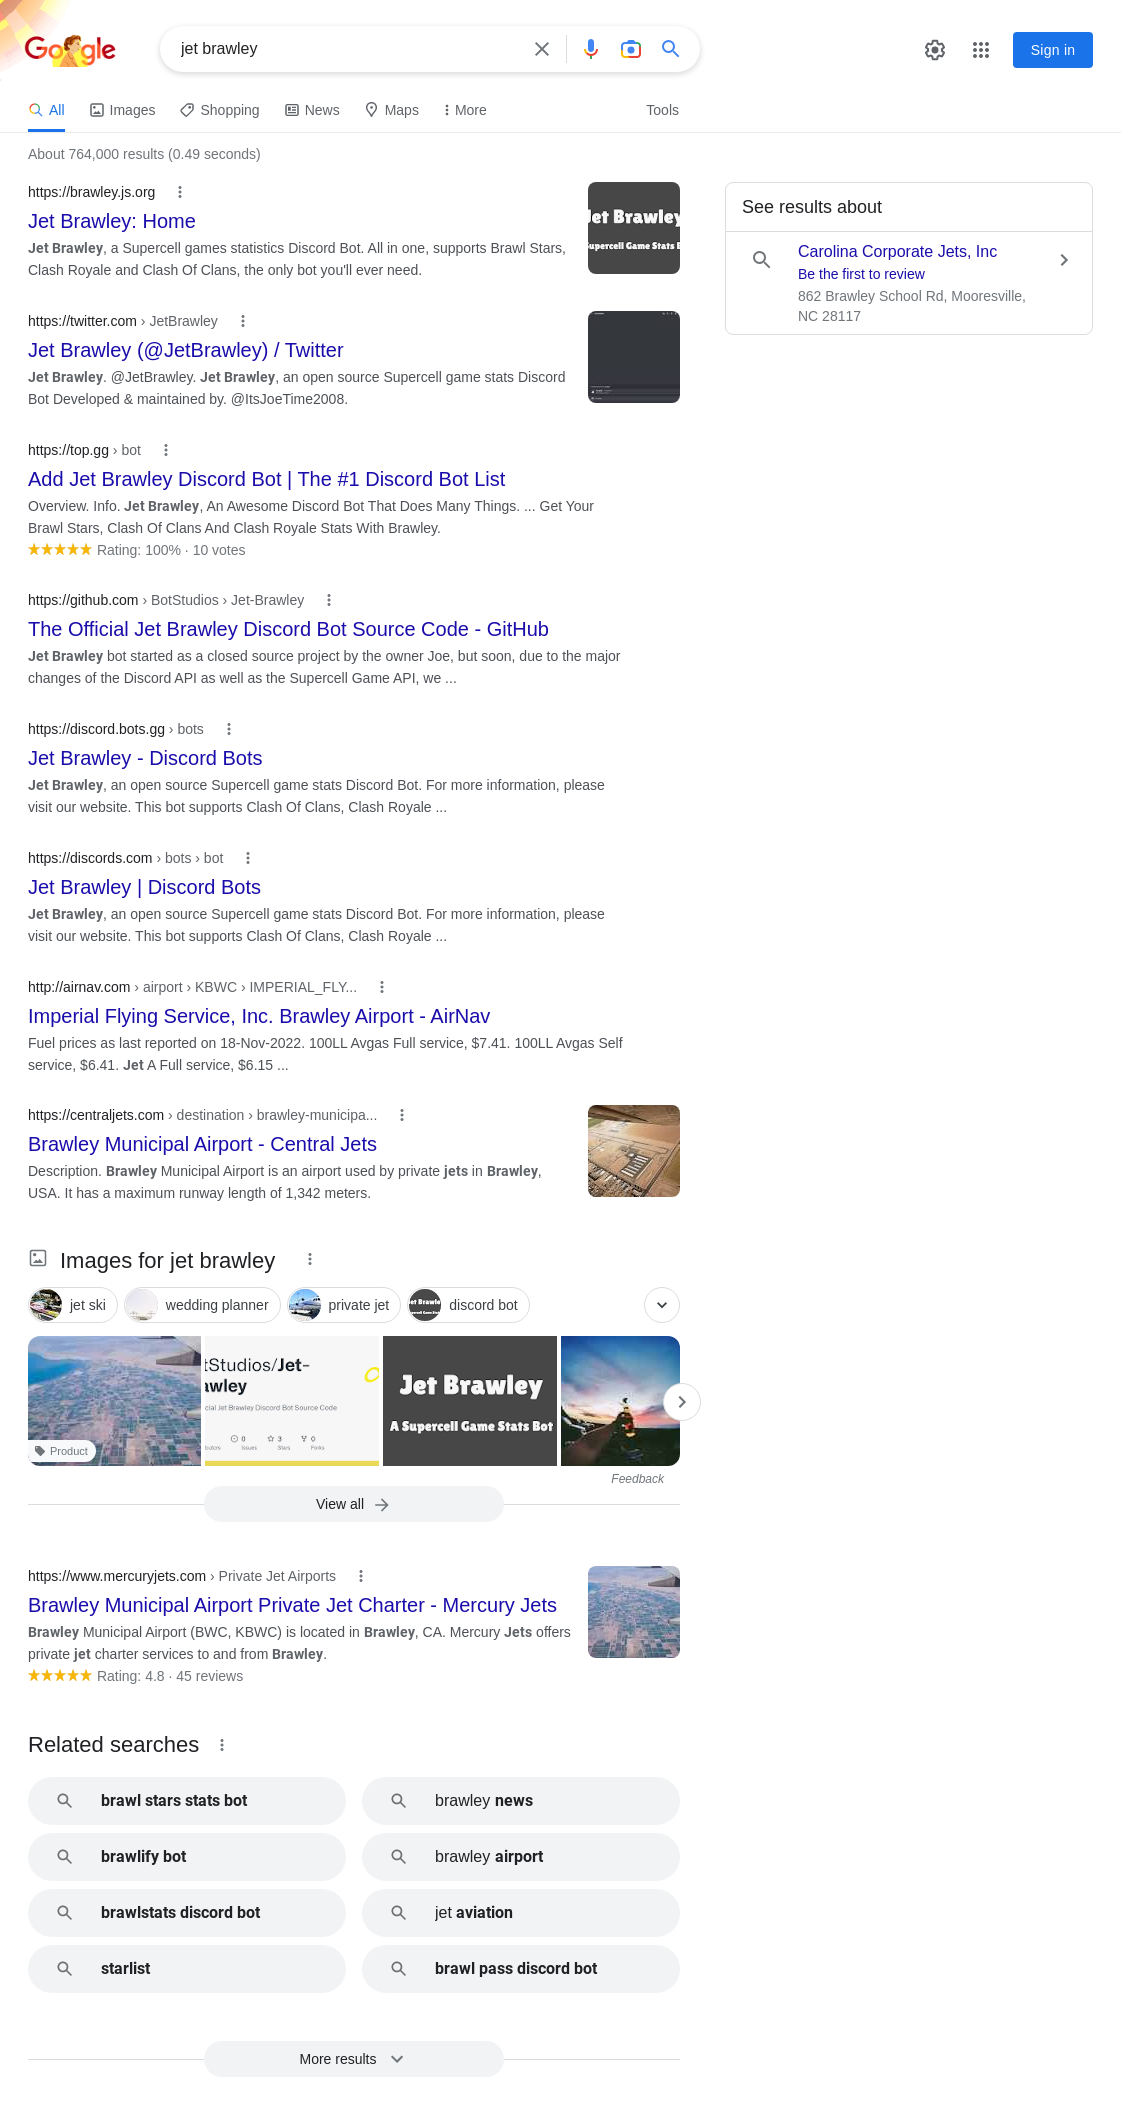 Google
jet brawley
Sign in
All
Images
Shopping
News
Maps
More
Tools
About 764,000 results (0.49 seconds)
https://brawley.js.org
Jet Brawley: Home
Jet Brawley, a Supercell games statistics Discord Bot. All in one, supports Brawl Stars,
Clash Royale and Clash Of Clans, the only bot you'll ever need.
Jet Brawley
Supercell Game Stats B
See results about
Carolina Corporate Jets, Inc
Be the first to review
862 Brawley School Rd, Mooresville,
NC 28117
https://twitter.com › JetBrawley
Jet Brawley (@JetBrawley) / Twitter
Jet Brawley. @JetBrawley. Jet Brawley, an open source Supercell game stats Discord
Bot Developed & maintained by. @ItsJoeTime2008.
https://top.gg › bot
Add Jet Brawley Discord Bot | The #1 Discord Bot List
Overview. Info. Jet Brawley, An Awesome Discord Bot That Does Many Things. ... Get Your
Brawl Stars, Clash Of Clans And Clash Royale Stats With Brawley.
Rating: 100% · 10 votes
https://github.com › BotStudios › Jet-Brawley
The Official Jet Brawley Discord Bot Source Code - GitHub
Jet Brawley bot started as a closed source project by the owner Joe, but soon, due to the major
changes of the Discord API as well as the Supercell Game API, we ...
https://discord.bots.gg › bots
Jet Brawley - Discord Bots
Jet Brawley, an open source Supercell game stats Discord Bot. For more information, please
visit our website. This bot supports Clash Of Clans, Clash Royale ...
https://discords.com › bots › bot
Jet Brawley | Discord Bots
Jet Brawley, an open source Supercell game stats Discord Bot. For more information, please
visit our website. This bot supports Clash Of Clans, Clash Royale ...
http://airnav.com › airport › KBWC › IMPERIAL_FLY...
Imperial Flying Service, Inc. Brawley Airport - AirNav
Fuel prices as last reported on 18-Nov-2022. 100LL Avgas Full service, $7.41. 100LL Avgas Self
service, $6.41. Jet A Full service, $6.15 ...
https://centraljets.com › destination › brawley-municipa...
Brawley Municipal Airport - Central Jets
Description. Brawley Municipal Airport is an airport used by private jets in Brawley,
USA. It has a maximum runway length of 1,342 meters.
Images for jet brawley
jet ski
wedding planner
private jet
discord bot
Product
tStudios/Jet-
awley
cial Jet Brawley Discord Bot Source Code
0
3
0
Issues
Stars
Forks
Jet Brawley
A Supercell Game Stats Bot
Feedback
View all
https://www.mercuryjets.com › Private Jet Airports
Brawley Municipal Airport Private Jet Charter - Mercury Jets
Brawley Municipal Airport (BWC, KBWC) is located in Brawley, CA. Mercury Jets offers
private jet charter services to and from Brawley.
Rating: 4.8 · 45 reviews
Related searches
brawl stars stats bot
brawley news
brawlify bot
brawley airport
brawlstats discord bot
jet aviation
starlist
brawl pass discord bot
More results